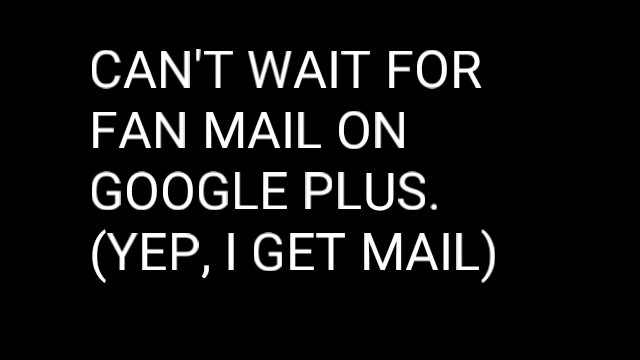 CAN'T WAIT FOR
FAN MAIL ON
GOOGLE PLUS.
(YEP, I GET MAIL)